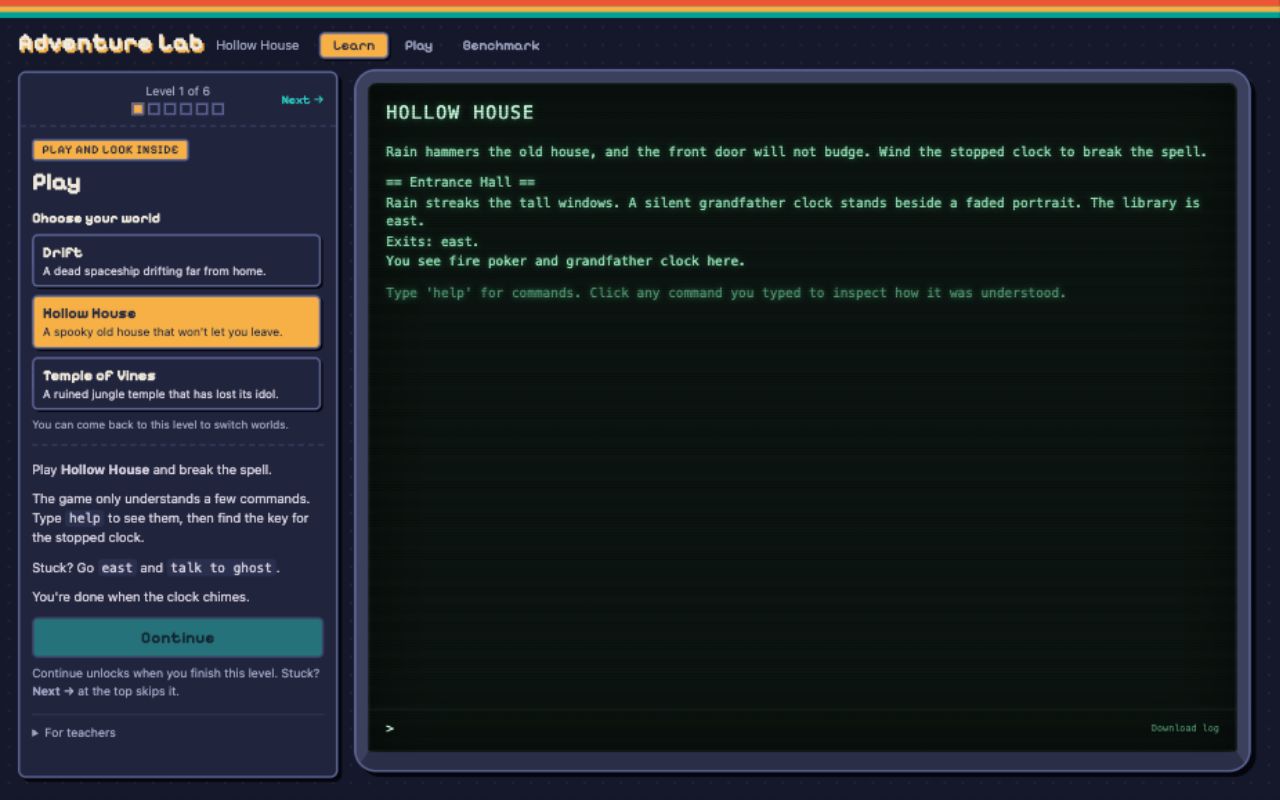 Adventure Lab Hollow House Learn Play Benchmark
Level 1 of 6
Next →
PLAY AND LOOK INSIDE
Play
Choose your world
Drift
A dead spaceship drifting far from home.
Hollow House
A spooky old house that won't let you leave.
Temple of Vines
A ruined jungle temple that has lost its idol.
You can come back to this level to switch worlds.
Play Hollow House and break the spell.
The game only understands a few commands.
Type help to see them, then find the key for
the stopped clock.
Stuck? Go east and talk to ghost.
You're done when the clock chimes.
Continue
Continue unlocks when you finish this level. Stuck?
Next → at the top skips it.
▶ For teachers
HOLLOW HOUSE
Rain hammers the old house, and the front door will not budge. Wind the stopped clock to break the spell.
== Entrance Hall ==
Rain streaks the tall windows. A silent grandfather clock stands beside a faded portrait. The library is
east.
Exits: east.
You see fire poker and grandfather clock here.
Type 'help' for commands. Click any command you typed to inspect how it was understood.
>
Download log